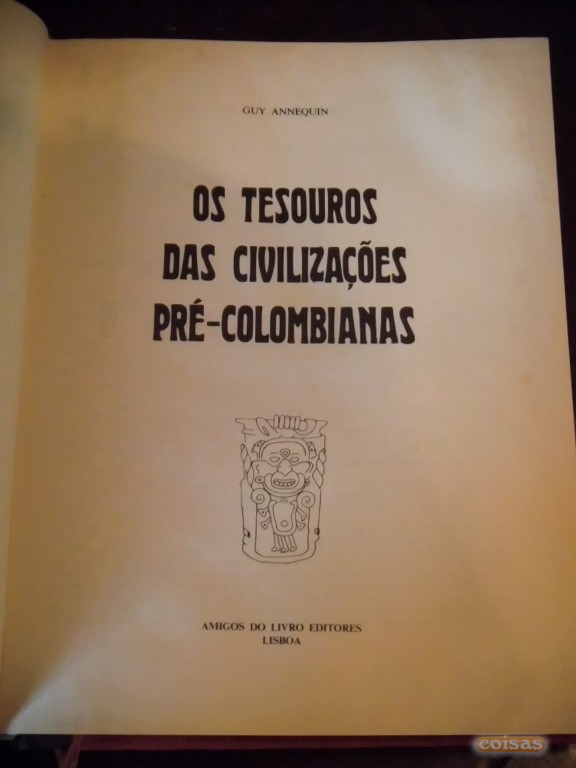 GUY ANNEQUIN
OS TESOUROS
DAS CIVILIZAÇÕES
PRÉ-COLOMBIANAS
AMIGOS DO LIVRO EDITORES
LISBOA
coisas